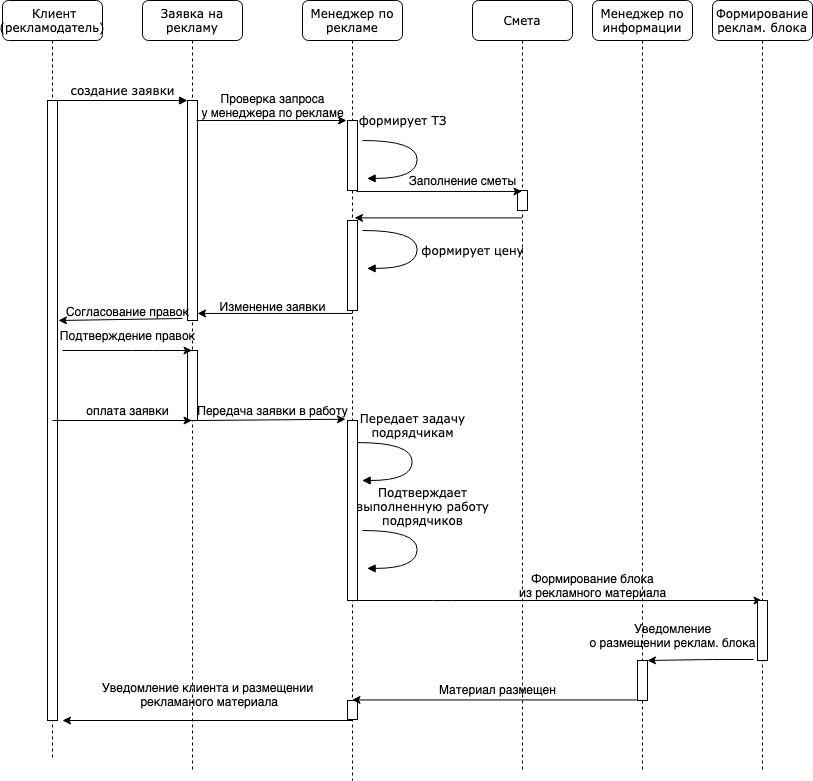 Клиент
(рекламодатель)
Заявка на
рекламу
Менеджер по
рекламе
Смета
Менеджер по
информации
Формирование
реклам. блока
создание заявки
Проверка запроса
у менеджера по рекламе
формирует ТЗ
Заполнение сметы
формирует цену
Изменение заявки
Согласование правок
Подтверждение правок
оплата заявки
Передача заявки в работу
Передает задачу
подрядчикам
Подтверждает
выполненную работу
подрядчиков
Формирование блока
из рекламного материала
Уведомление
о размещении реклам. блока
Материал размещен
Уведомление клиента и размещении
рекламаного материала